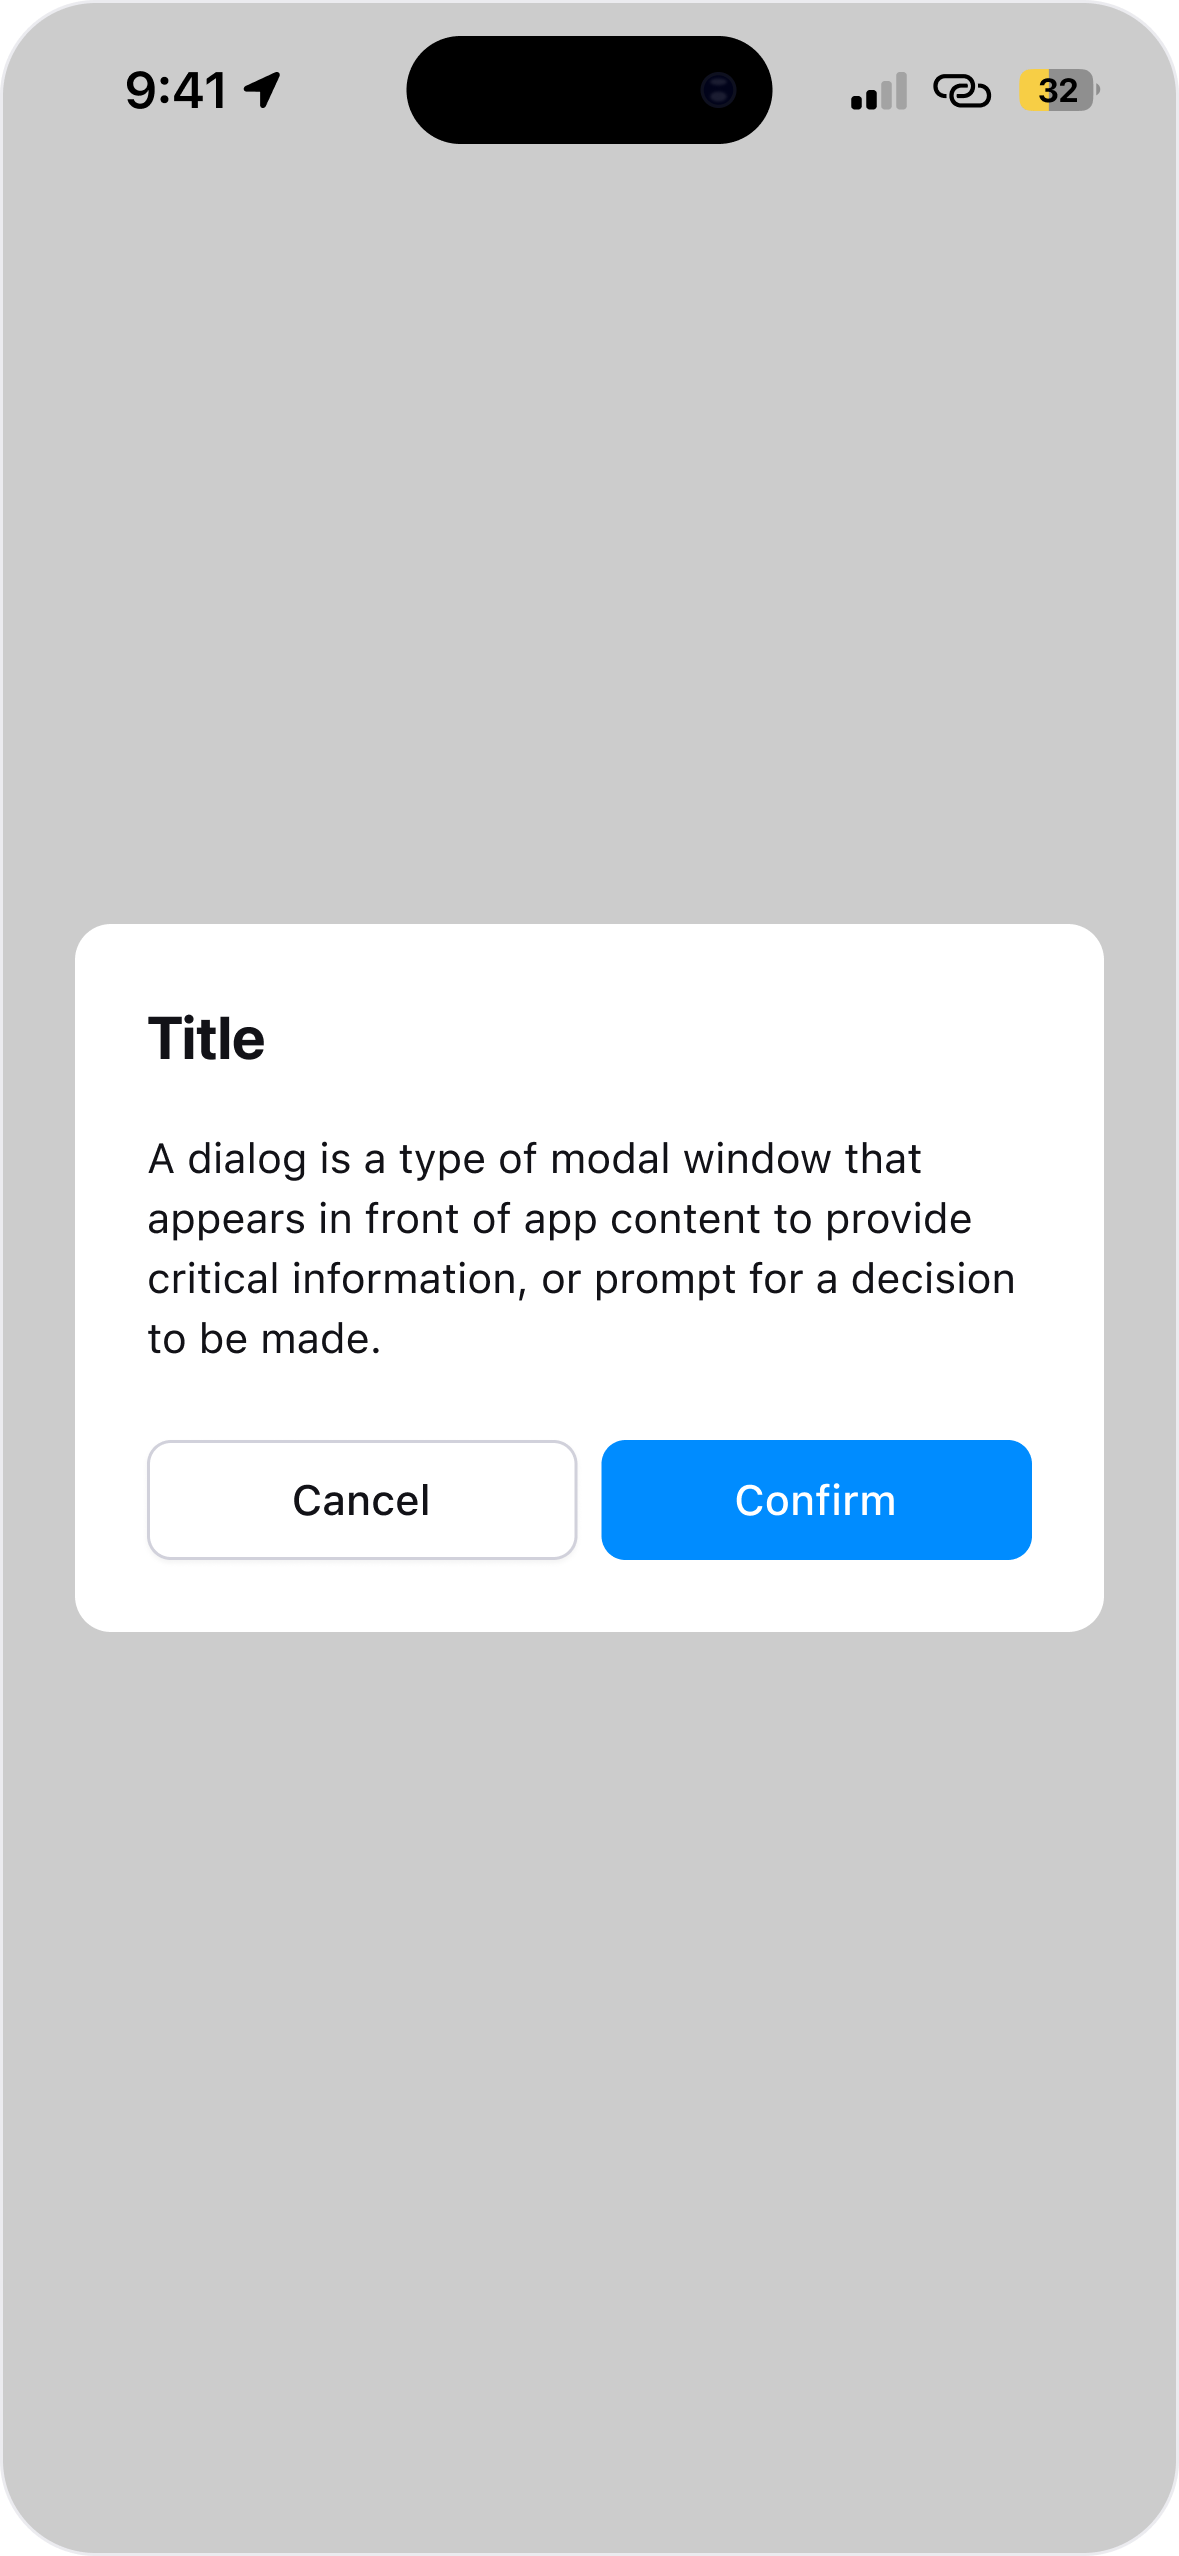 9:41
32
Title
A dialog is a type of modal window that
appears in front of app content to provide
critical information, or prompt for a decision
to be made.
Cancel
Confirm